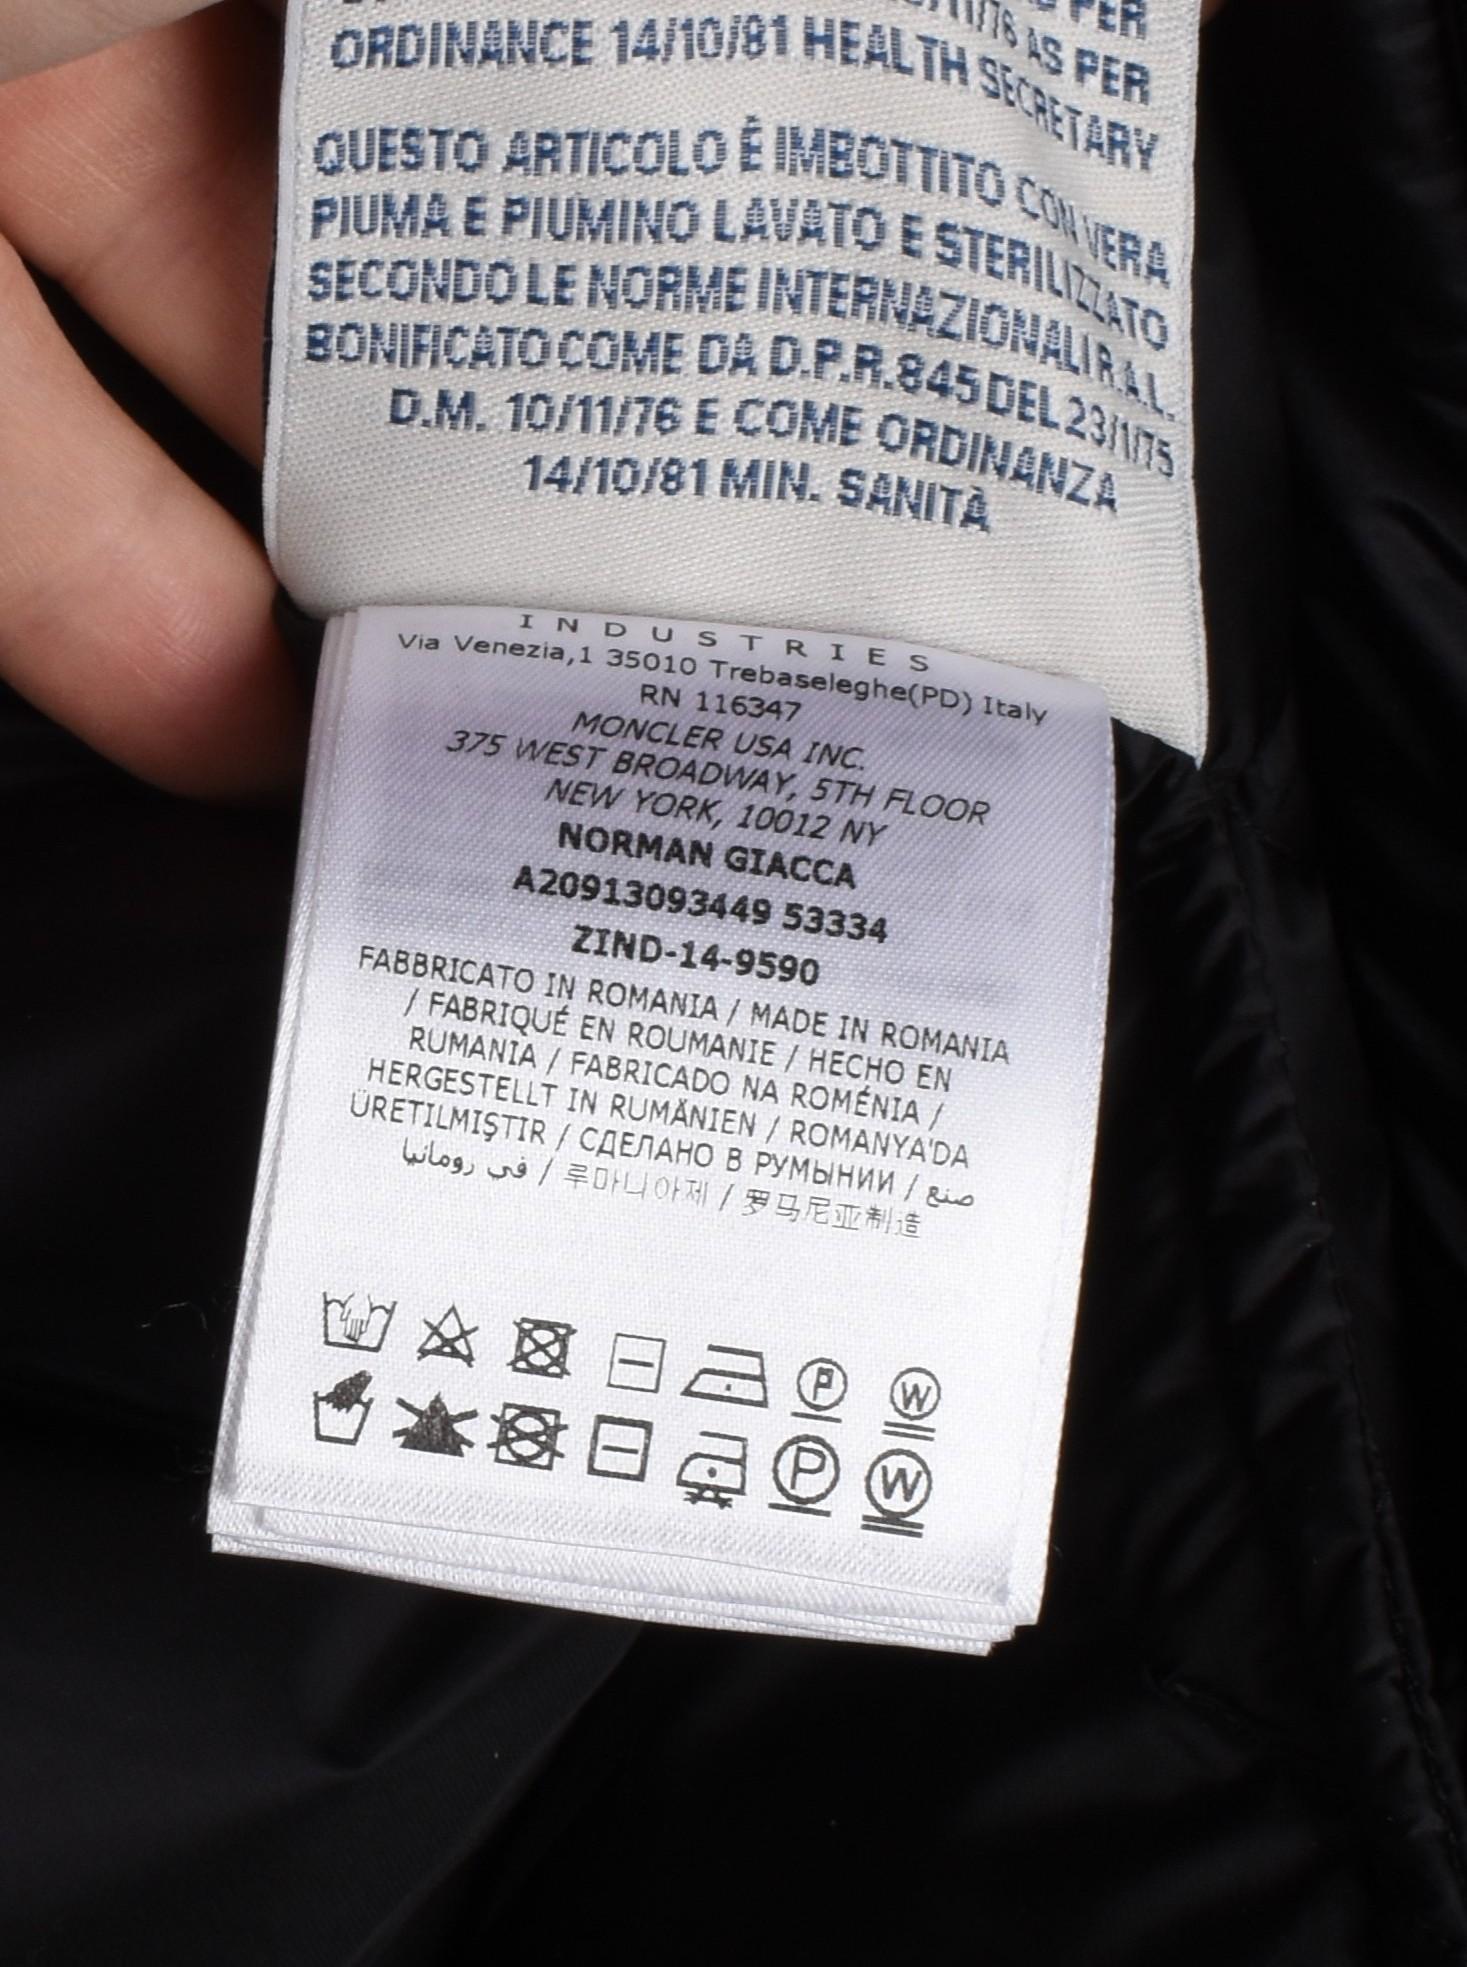 PER
11/76 AS PER
ORDINANCE 14/10/81 HEALTH SECRETARY
QUESTO ARTICOLO È IMBOTTITO CON VERA
PIUMA E PIUMINO LAVATO E STERILIZZATO
SECONDO LE NORME INTERNAZIONALI R.A.L.
BONIFICATO COME DA D.P.R.845 DEL 23/1/75
D.M. 10/11/76 E COME ORDINANZA
14/10/81 MIN. SANITÀ
INDUSTRIES
Via Venezia,1 35010 Trebaseleghe(PD) Italy
RN 116347
MONCLER USA INC.
375 WEST BROADWAY, 5TH FLOOR
NEW YORK, 10012 NY
NORMAN GIACCA
A20913093449 53334
ZIND-14-9590
FABBRICATO IN ROMANIA / MADE IN ROMANIA
/ FABRIQUÉ EN ROUMANIE / HECHO EN
RUMANIA / FABRICADO NA ROMÉNIA /
HERGESTELLT IN RUMÄNIEN / ROMANYA'DA
ÜRETILMIŞTIR / СДЕЛАНО В РУМЫНИИ / صنع
في رومانيا / 루마니아제 / 罗马尼亚制造
P W
P W